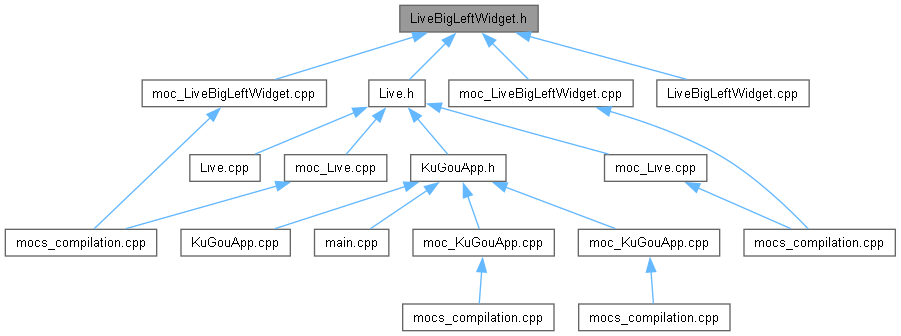 LiveBigLeftWidget.h
moc_LiveBigLeftWidget.cpp
Live.h
moc_LiveBigLeftWidget.cpp
LiveBigLeftWidget.cpp
Live.cpp
moc_Live.cpp
KuGouApp.h
moc_Live.cpp
mocs_compilation.cpp
KuGouApp.cpp
main.cpp
moc_KuGouApp.cpp
moc_KuGouApp.cpp
mocs_compilation.cpp
mocs_compilation.cpp
mocs_compilation.cpp